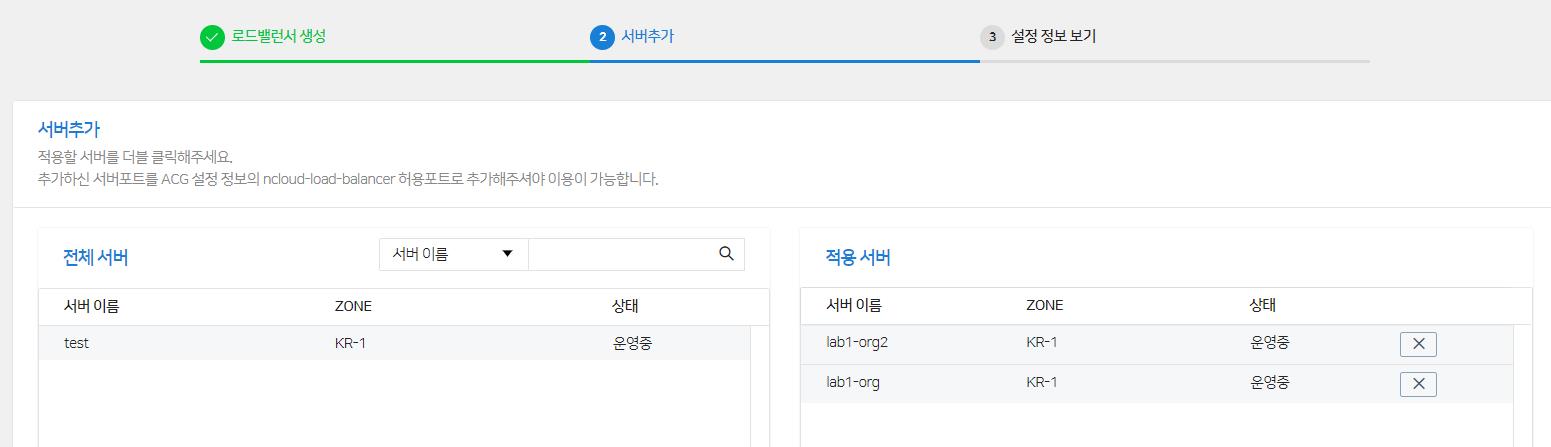 로드밸런서 생성
2 서버추가
3 설정 정보 보기
서버추가
적용할 서버를 더블 클릭해주세요.
추가하신 서버포트를 ACG 설정 정보의 ncloud-load-balancer 허용포트로 추가해주셔야 이용이 가능합니다.
전체 서버
서버 이름
서버 이름 ZONE 상태
test KR-1 운영중
적용 서버
서버 이름 ZONE 상태
lab1-org2 KR-1 운영중
lab1-org KR-1 운영중